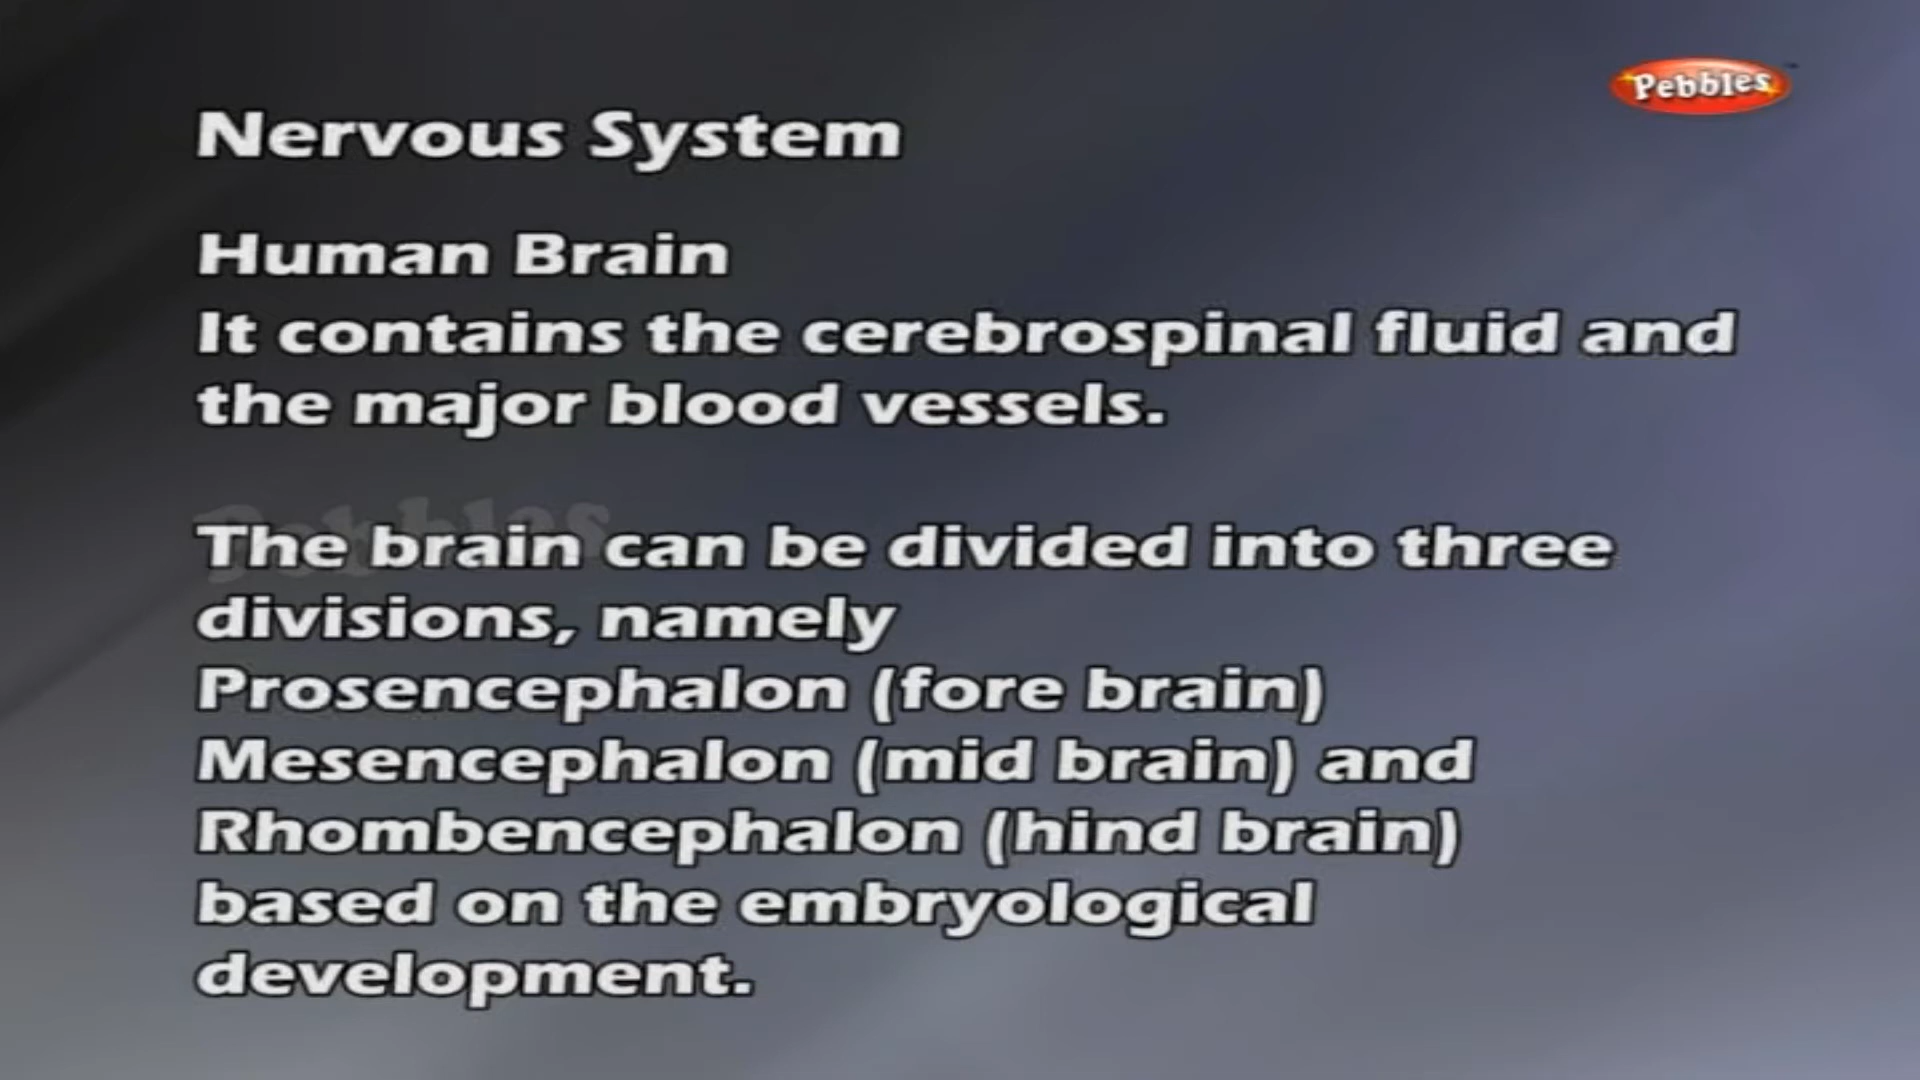 Pebbles
Nervous System
Human Brain
It contains the cerebrospinal fluid and
the major blood vessels.
Pebbles
The brain can be divided into three
divisions, namely
Prosencephalon (fore brain)
Mesencephalon (mid brain) and
Rhombencephalon (hind brain)
based on the embryological
development.